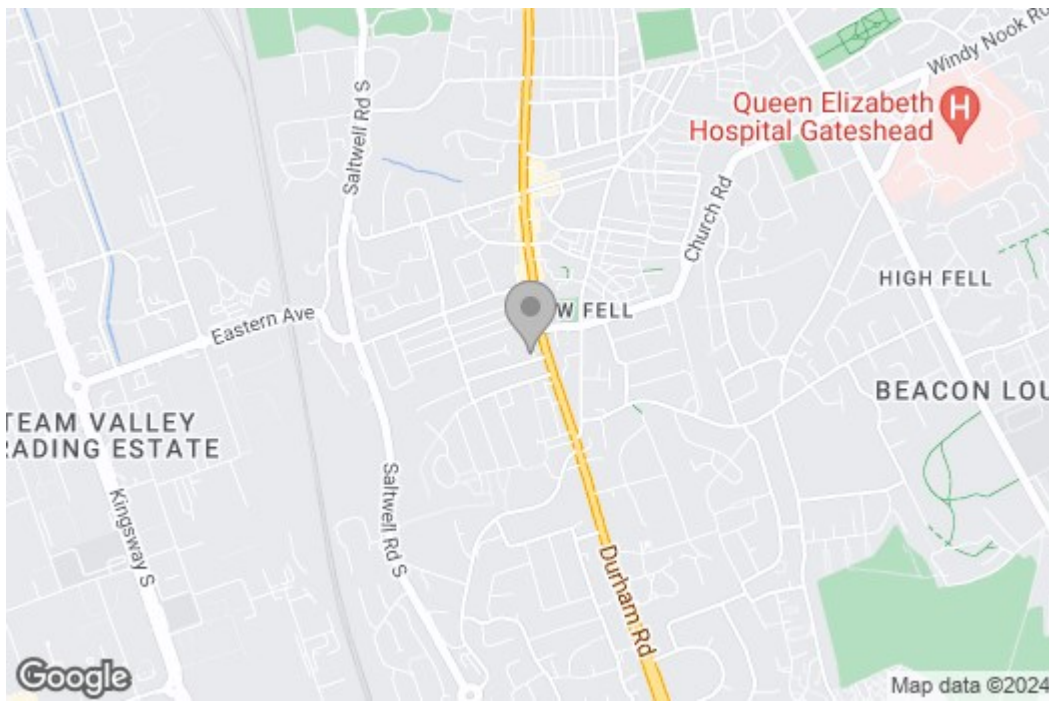 Windy Nook Rd
Queen Elizabeth
Hospital Gateshead
H
Saltwell Rd S
Church Rd
HIGH FELL
W FELL
Eastern Ave
BEACON LOU
TEAM VALLEY
RADING ESTATE
Saltwell Rd S
Kingsway S
Durham Rd
Google
Map data ©2024